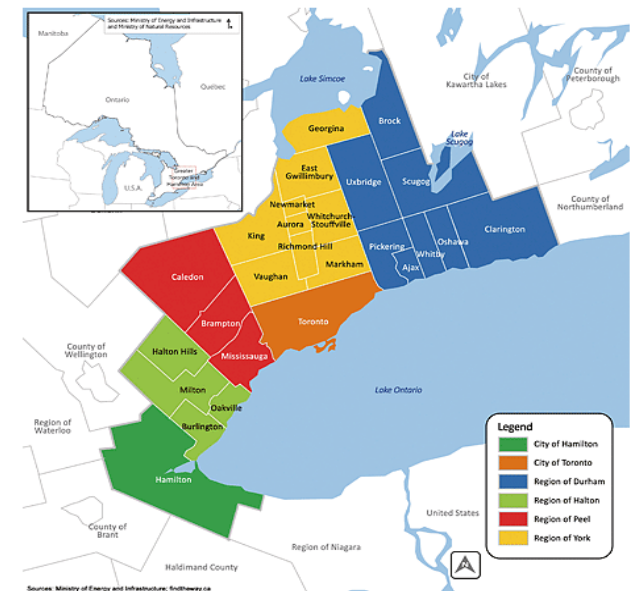 Sources: Ministry of Energy and Infrastructure
and Ministry of Natural Resources
Manitoba
Ontario
Québec
Greater
Toronto and
Hamilton Area
U.S.A.
Lake Simcoe
City of
Kawartha Lakes
County of
Peterborough
Brock
Georgina
Lake
Scugog
East
Gwillimbury
Uxbridge
Scugog
County of
Northumberland
Newmarket
Whitchurch-
Stouffville
Aurora
King
Richmond Hill
Pickering
Oshawa
Clarington
Whitby
Ajax
Markham
Vaughan
Caledon
Brampton
Toronto
Mississauga
Halton Hills
County of
Wellington
Milton
Lake Ontario
Oakville
Burlington
Region of
Waterloo
Hamilton
County of
Brant
Haldimand County
Region of Niagara
United States
Legend
City of Hamilton
City of Toronto
Region of Durham
Region of Halton
Region of Peel
Region of York
Sources: Ministry of Energy and Infrastructure; findtheway.ca